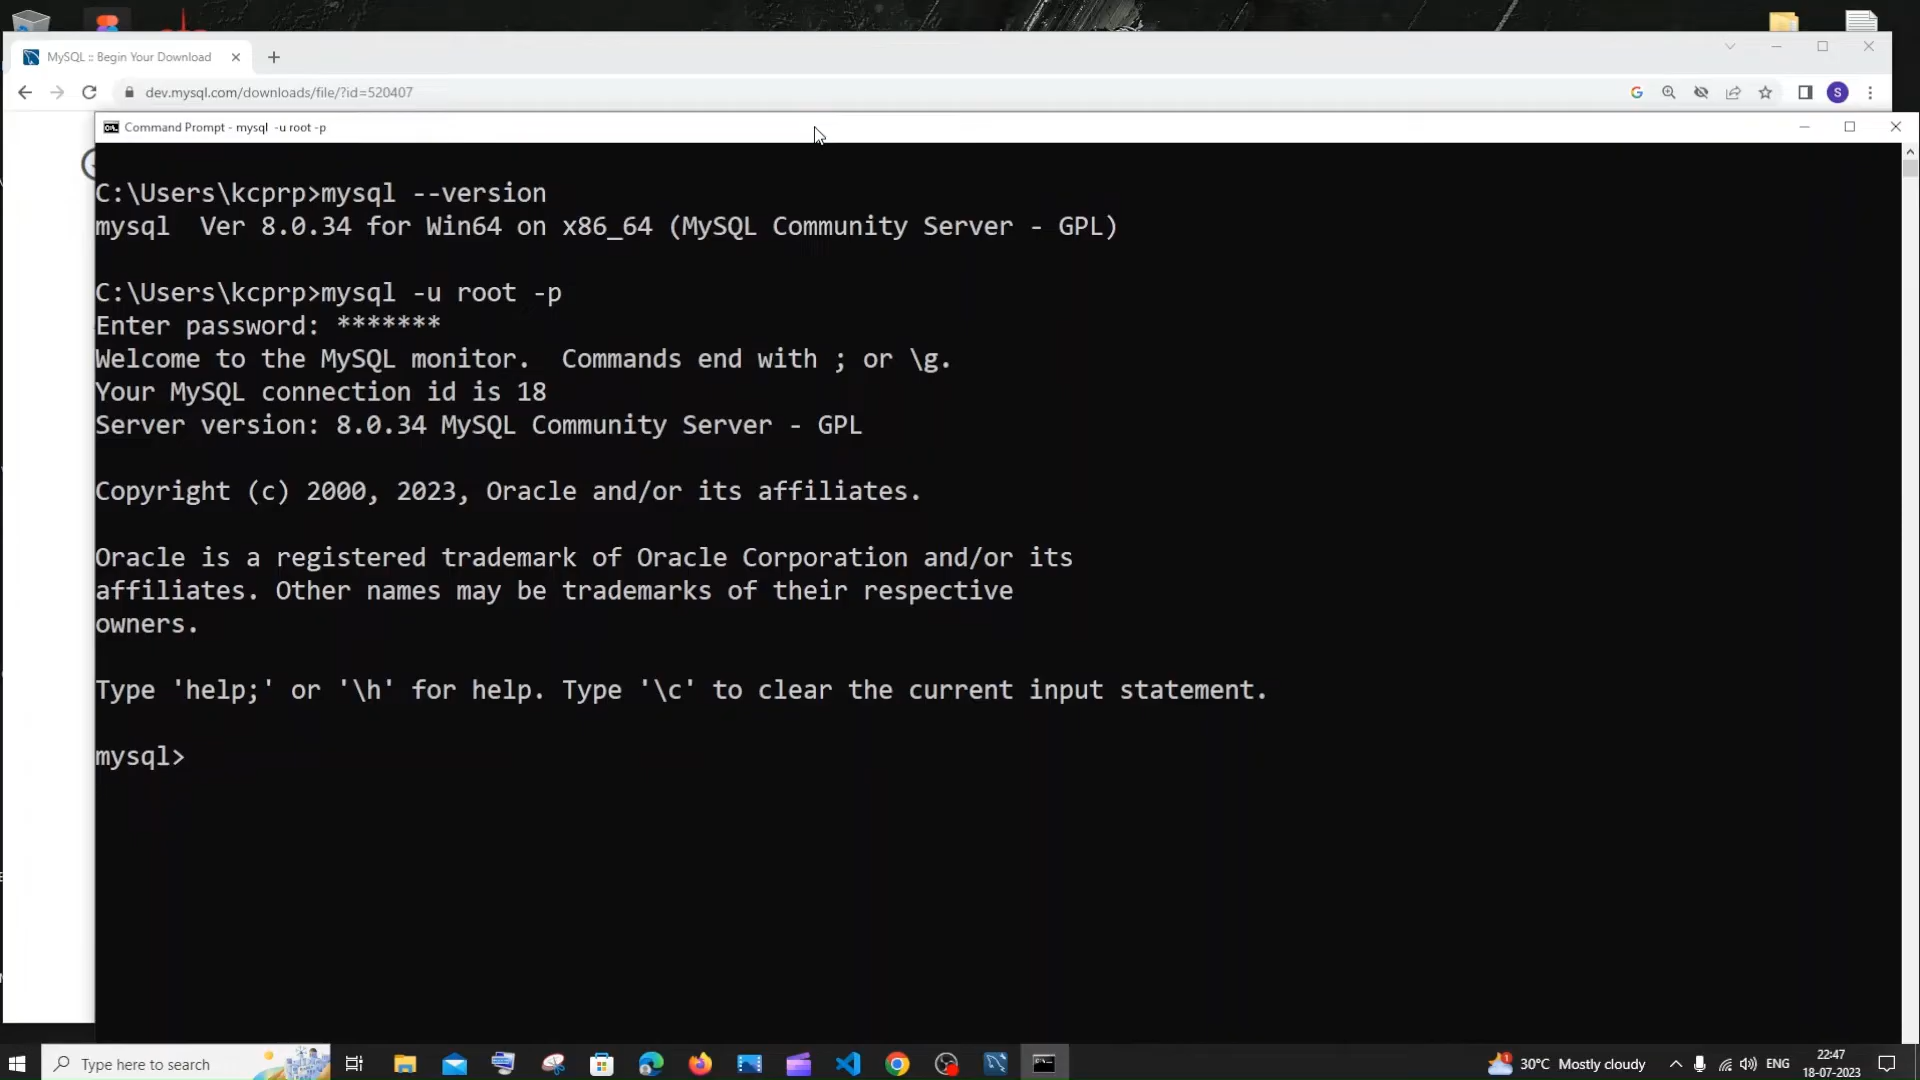 MySQL :: Begin Your Download
dev.mysql.com/downloads/file/?id=520407
S
Command Prompt - mysql  -u root -p
C:\Users\kcprp>mysql --version
mysql  Ver 8.0.34 for Win64 on x86_64 (MySQL Community Server - GPL)
C:\Users\kcprp>mysql -u root -p
Enter password: *******
Welcome to the MySQL monitor.  Commands end with ; or \g.
Your MySQL connection id is 18
Server version: 8.0.34 MySQL Community Server - GPL
Copyright (c) 2000, 2023, Oracle and/or its affiliates.
Oracle is a registered trademark of Oracle Corporation and/or its
affiliates. Other names may be trademarks of their respective
owners.
Type 'help;' or '\h' for help. Type '\c' to clear the current input statement.
mysql>
Type here to search
30°C Mostly cloudy
ENG
22:47
18-07-2023